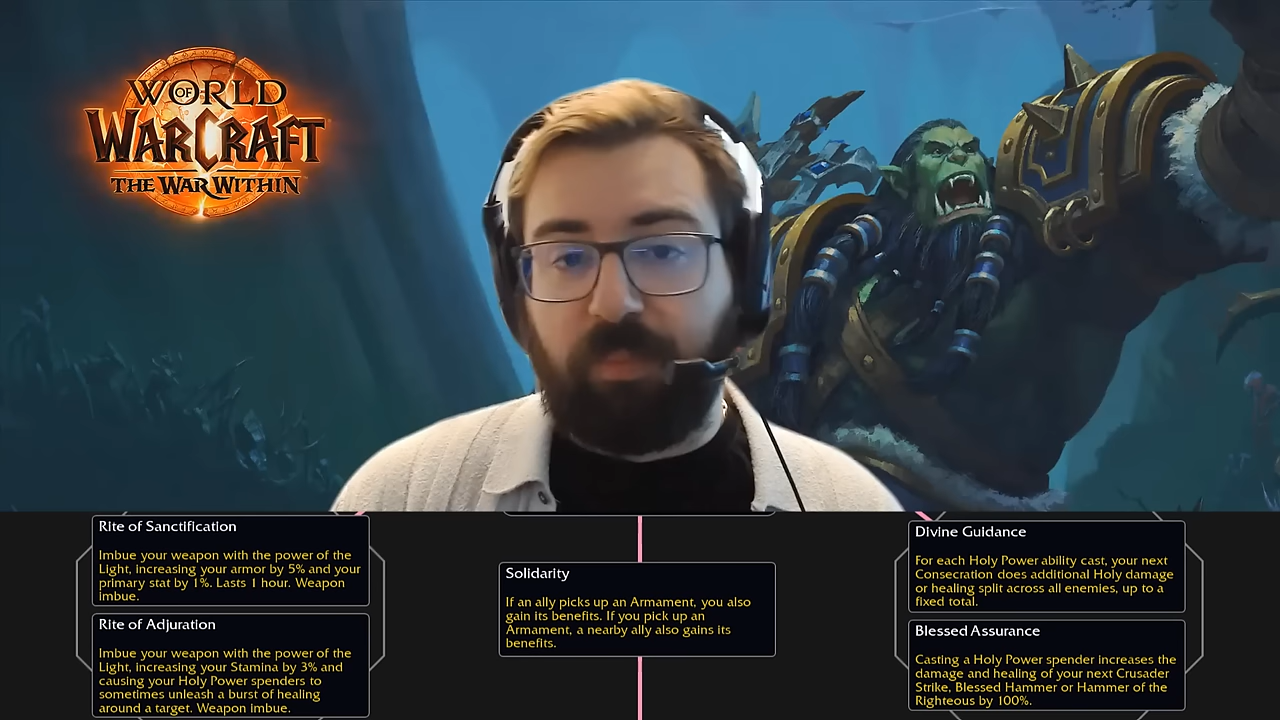 WORLD
OF
WARCRAFT
THE WAR WITHIN
Rite of Sanctification
Imbue your weapon with the power of the
Light, increasing your armor by 5% and your
primary stat by 1%. Lasts 1 hour. Weapon
imbue.
Rite of Adjuration
Imbue your weapon with the power of the
Light, increasing your Stamina by 3% and
causing your Holy Power spenders to
sometimes unleash a burst of healing
around a target. Weapon imbue.
Solidarity
If an ally picks up an Armament, you also
gain its benefits. If you pick up an
Armament, a nearby ally also gains its
benefits.
Divine Guidance
For each Holy Power ability cast, your next
Consecration does additional Holy damage
or healing split across all enemies, up to a
fixed total.
Blessed Assurance
Casting a Holy Power spender increases the
damage and healing of your next Crusader
Strike, Blessed Hammer or Hammer of the
Righteous by 100%.